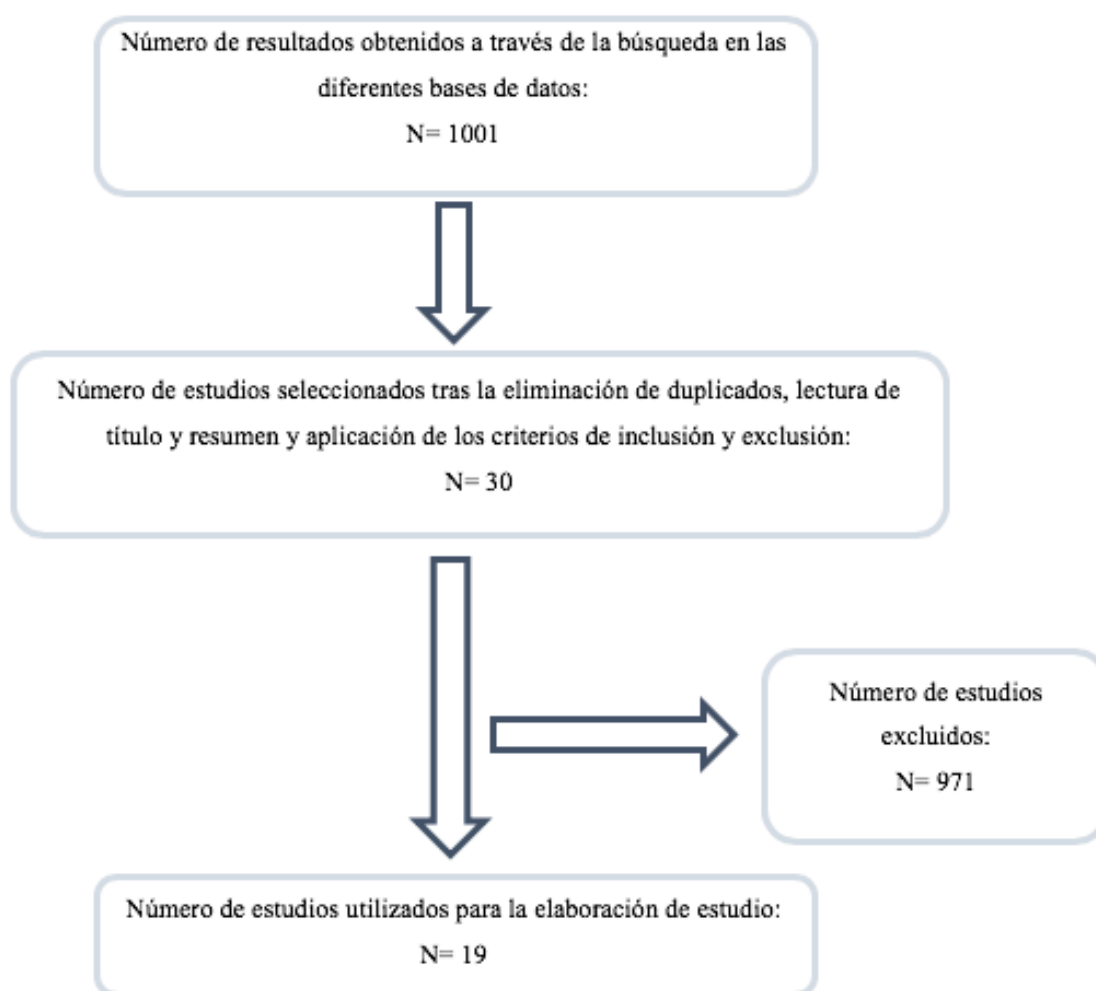 Número de resultados obtenidos a través de la búsqueda en las
diferentes bases de datos:
N= 1001
Número de estudios seleccionados tras la eliminación de duplicados, lectura de
título y resumen y aplicación de los criterios de inclusión y exclusión:
N= 30
Número de estudios
excluidos:
N= 971
Número de estudios utilizados para la elaboración de estudio:
N= 19